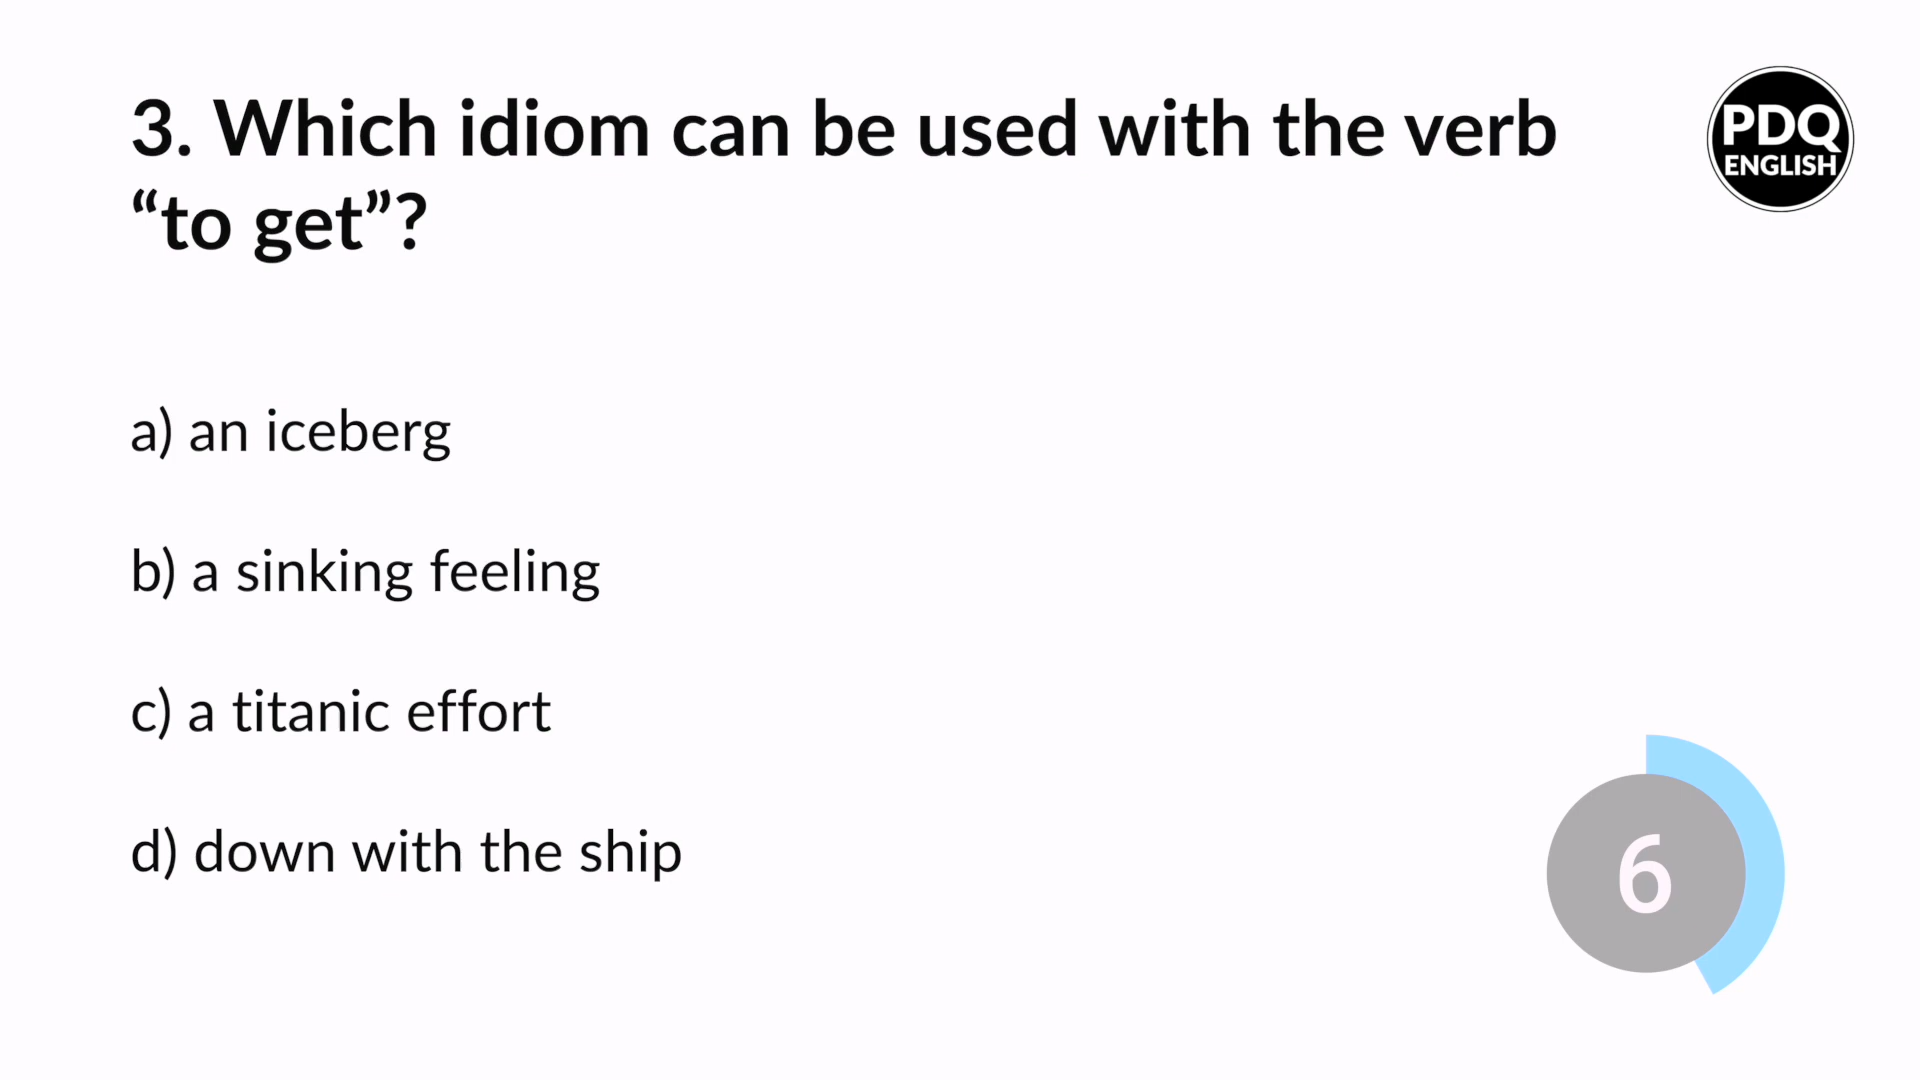 3. Which idiom can be used with the verb
“to get”?
PDQ
ENGLISH
a) an iceberg
b) a sinking feeling
c) a titanic effort
d) down with the ship
6